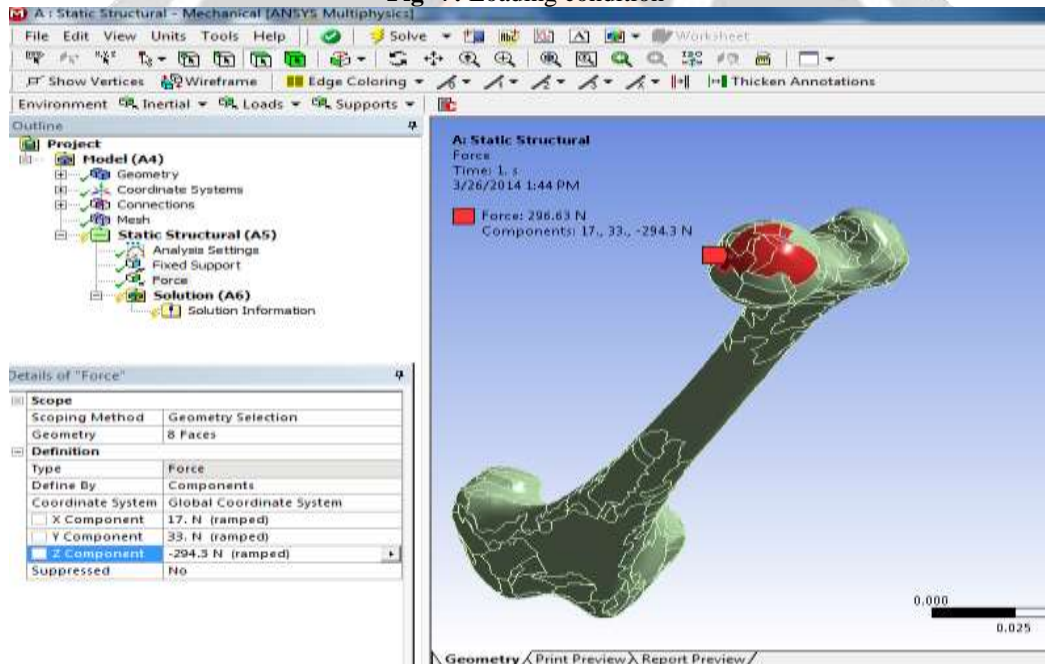 A : Static Structural - Mechanical [ANSYS Multiphysics]
File Edit View Units Tools Help Solve Worksheet
Show Vertices Wireframe Edge Coloring Thicken Annotations
Environment Inertial Loads Supports
Outline
Project
Model (A4)
Geometry
Coordinate Systems
Connections
Mesh
Static Structural (A5)
Analysis Settings
Fixed Support
Force
Solution (A6)
Solution Information
A: Static Structural
Force
Time: 1. s
3/26/2014 1:44 PM
Force: 296.63 N
Components: 17., 33., -294.3 N
Details of "Force"
Scope
Scoping Method Geometry Selection
Geometry 8 Faces
Definition
Type Force
Define By Components
Coordinate System Global Coordinate System
X Component 17. N (ramped)
Y Component 33. N (ramped)
Z Component -294.3 N (ramped)
Suppressed No
0.000
0.025
Geometry Print Preview Report Preview